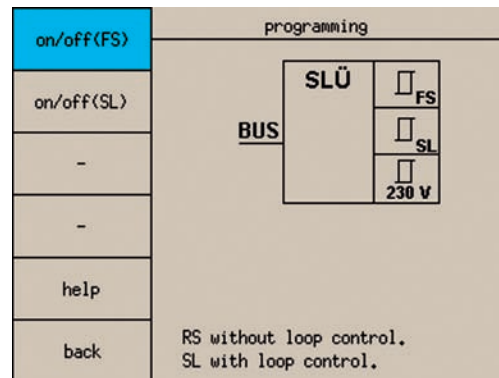 on/off(FS)
on/off(SL)
-
-
help
back
programming
SLÜ
FS
BUS
SL
230 V
RS without loop control.
SL with loop control.